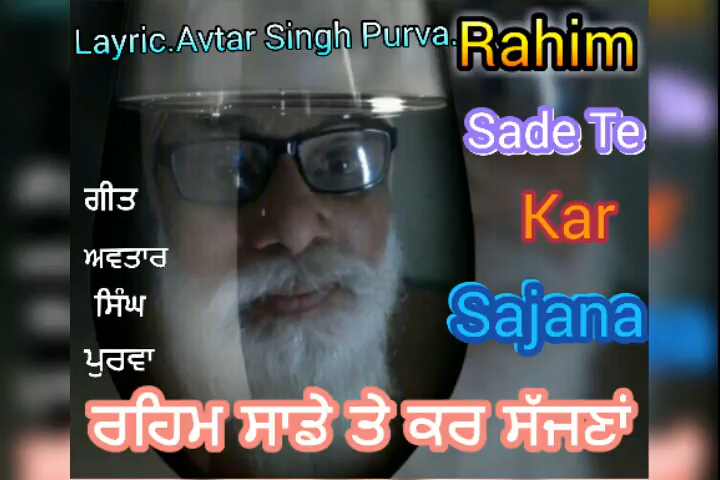 Layric.Avtar Singh Purva.
Rahim
Sade Te
Kar
Sajana
ਗੀਤ
ਅਵਤਾਰ
ਸਿੰਘ
ਪੁਰਵਾ
ਰਹਿਮ ਸਾਡੇ ਤੇ ਕਰ ਸੱਜਣਾਂ